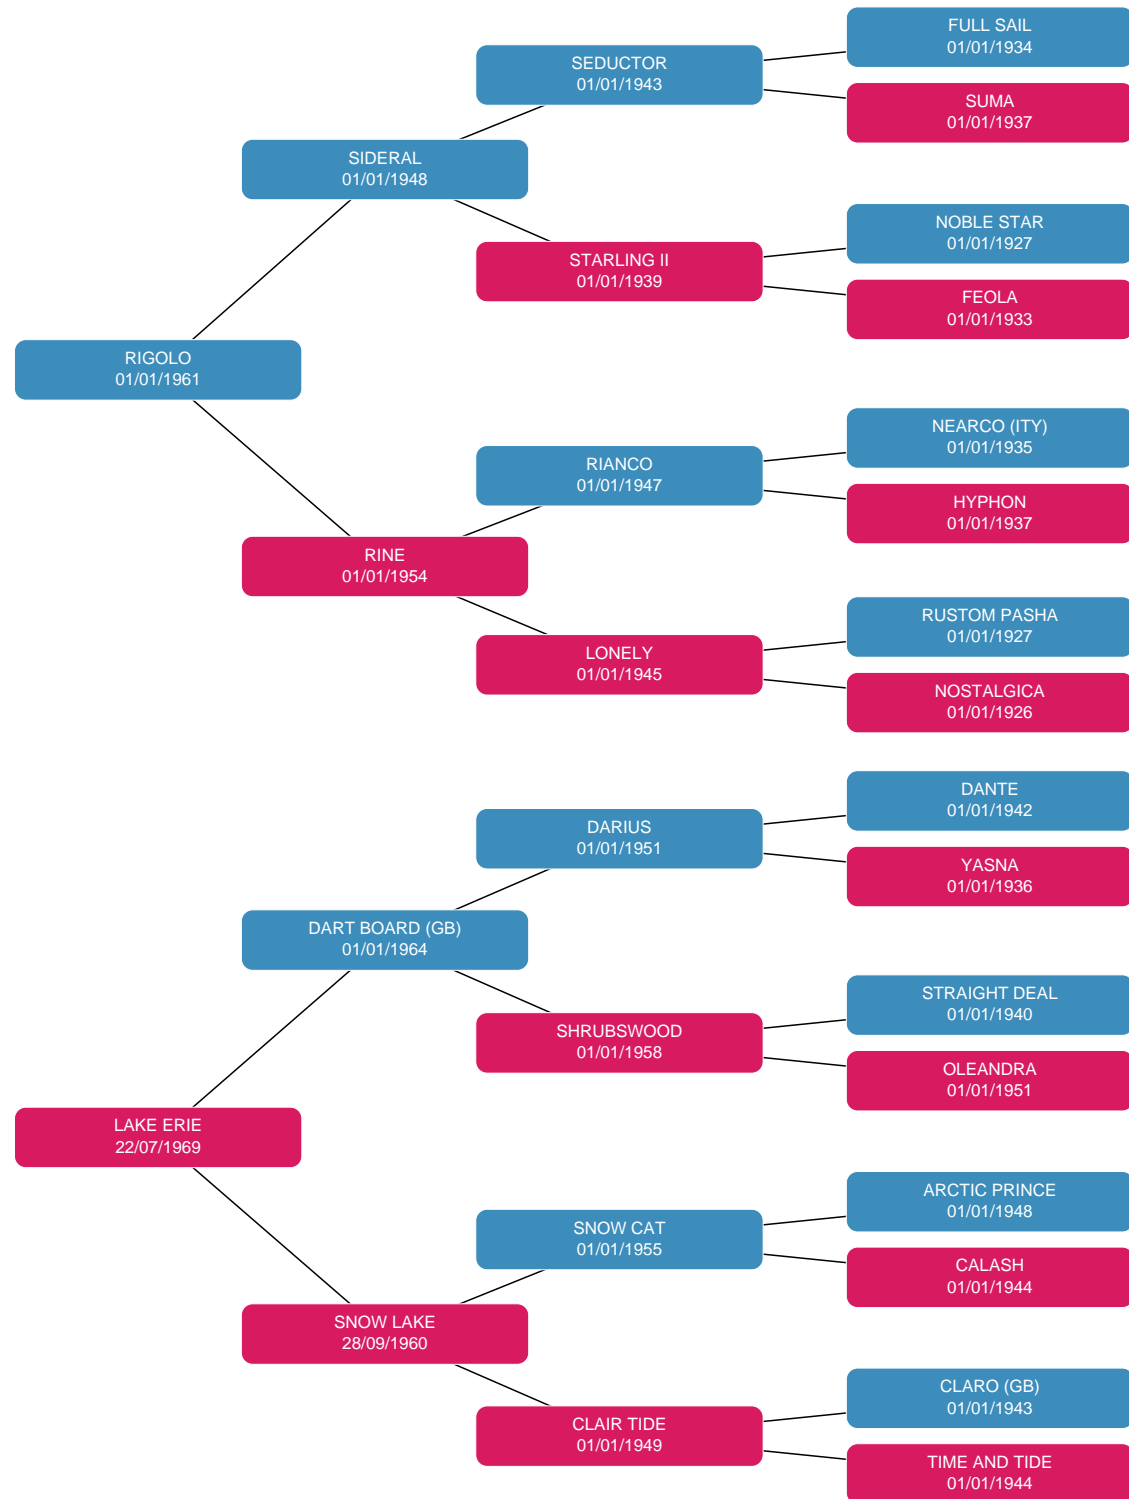 FULL SAIL
01/01/1934
SEDUCTOR
01/01/1943
SUMA
01/01/1937
SIDERAL
01/01/1948
NOBLE STAR
01/01/1927
STARLING II
01/01/1939
FEOLA
01/01/1933
RIGOLO
01/01/1961
NEARCO (ITY)
01/01/1935
RIANCO
01/01/1947
HYPHON
01/01/1937
RINE
01/01/1954
RUSTOM PASHA
01/01/1927
LONELY
01/01/1945
NOSTALGICA
01/01/1926
DANTE
01/01/1942
DARIUS
01/01/1951
YASNA
01/01/1936
DART BOARD (GB)
01/01/1964
STRAIGHT DEAL
01/01/1940
SHRUBSWOOD
01/01/1958
OLEANDRA
01/01/1951
LAKE ERIE
22/07/1969
ARCTIC PRINCE
01/01/1948
SNOW CAT
01/01/1955
CALASH
01/01/1944
SNOW LAKE
28/09/1960
CLARO (GB)
01/01/1943
CLAIR TIDE
01/01/1949
TIME AND TIDE
01/01/1944